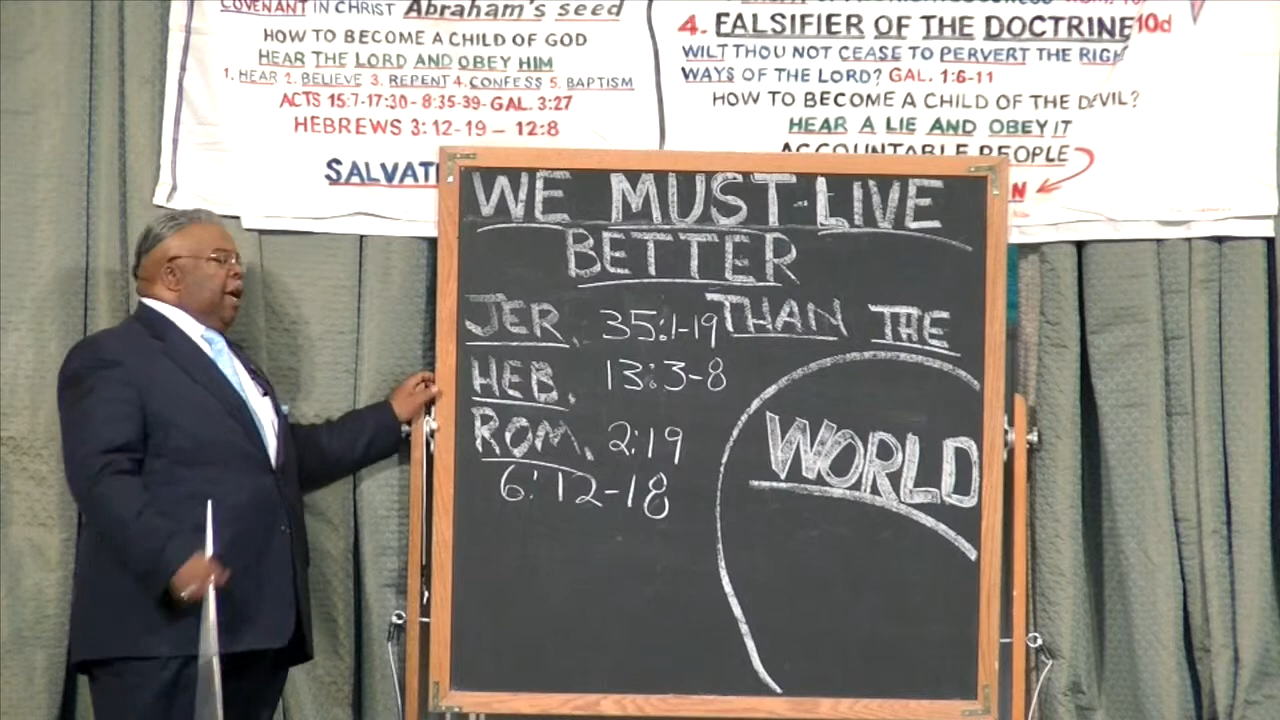 COVENANT IN CHRIST Abraham's seed
HOW TO BECOME A CHILD OF GOD
HEAR THE LORD AND OBEY HIM
1. HEAR 2. BELIEVE 3. REPENT 4. CONFESS 5. BAPTISM
ACTS 15:7-17:30-8:35-39-GAL. 3:27
HEBREWS 3:12-19 - 12:8
SALVAT
4. FALSIFIER OF THE DOCTRINE 10d
WILT THOU NOT CEASE TO PERVERT THE RIGH
WAYS OF THE LORD? GAL. 1:6-11
HOW TO BECOME A CHILD OF THE DEVIL?
HEAR A LIE AND OBEY IT
ACCOUNTABLE PEOPLE
N
WE MUST-LIVE
BETTER
THAN THE
WORLD
JER. 35:1-19
HEB. 13:3-8
ROM. 2:19
6:12-18